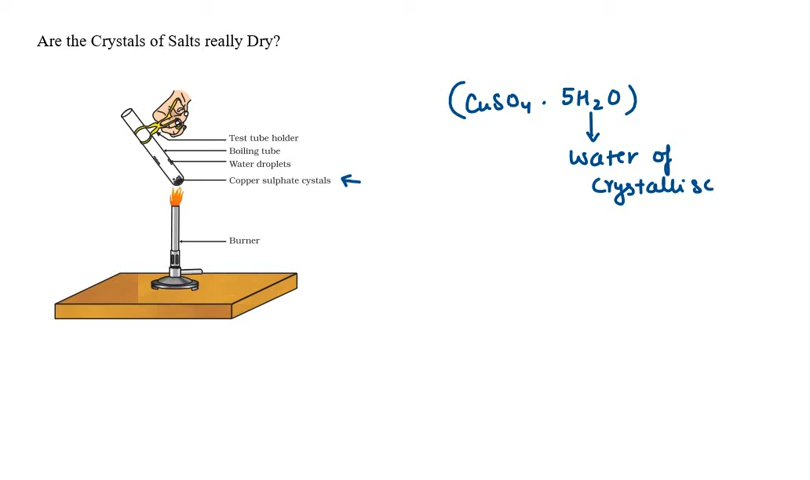 Are the Crystals of Salts really Dry?
(CuSO4 . 5H2O)
Water of
Crystallisc
Test tube holder
Boiling tube
Water droplets
Copper sulphate cystals
Burner